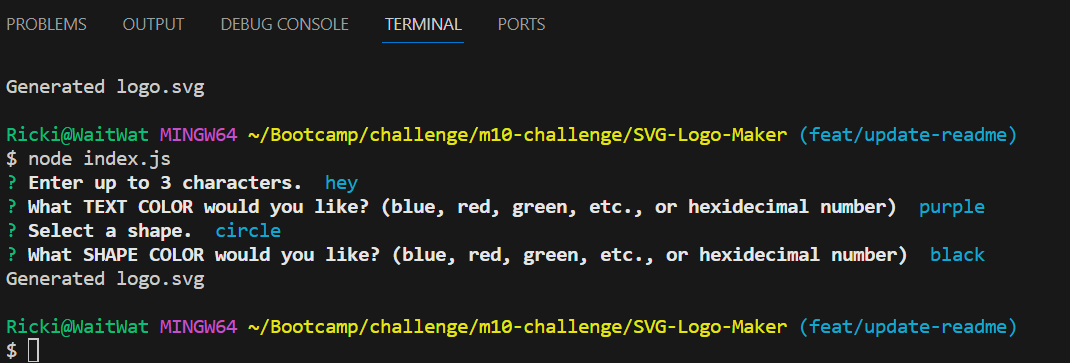 PROBLEMS OUTPUT DEBUG CONSOLE TERMINAL PORTS
Generated logo.svg
Ricki@WaitWat MINGW64 ~/Bootcamp/challenge/m10-challenge/SVG-Logo-Maker (feat/update-readme)
$ node index.js
? Enter up to 3 characters. hey
? What TEXT COLOR would you like? (blue, red, green, etc., or hexidecimal number) purple
? Select a shape. circle
? What SHAPE COLOR would you like? (blue, red, green, etc., or hexidecimal number) black
Generated logo.svg
Ricki@WaitWat MINGW64 ~/Bootcamp/challenge/m10-challenge/SVG-Logo-Maker (feat/update-readme)
$